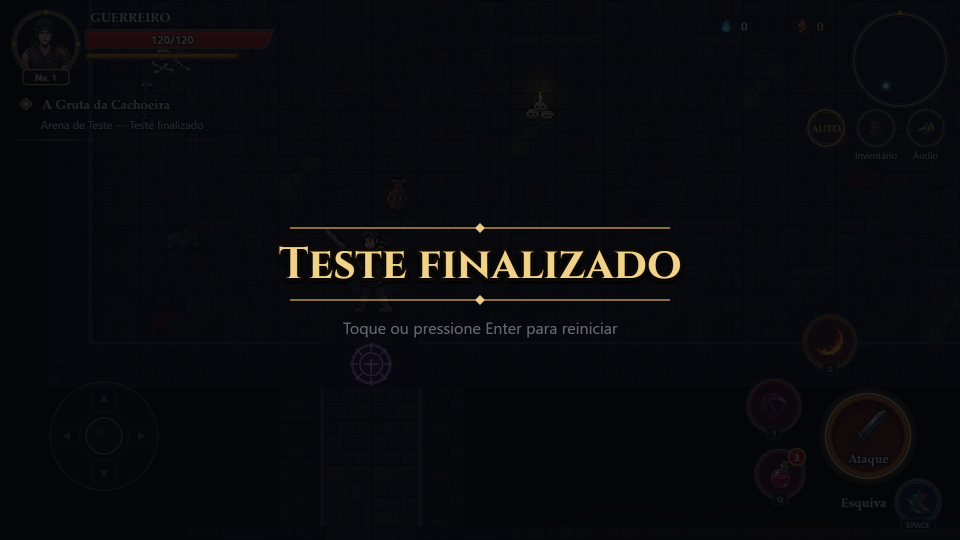 GUERREIRO
120/120
Nv. 1
A Gruta da Cachoeira
Arena de Teste — Teste finalizado
0
0
AUTO
Inventário
Áudio
Teste finalizado
Toque ou pressione Enter para reiniciar
2
1
3
Q
Ataque
Esquiva
SPACE